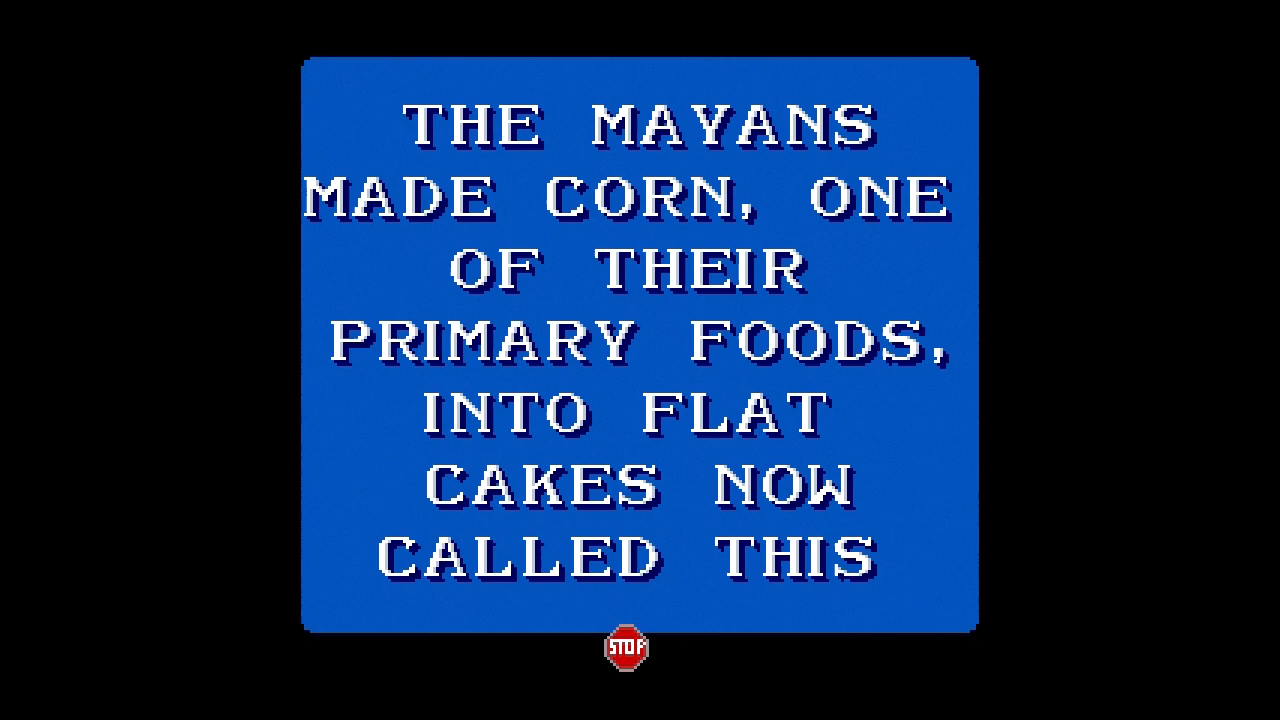 THE MAYANS
MADE CORN, ONE
OF THEIR
PRIMARY FOODS,
INTO FLAT
CAKES NOW
CALLED THIS
STOP